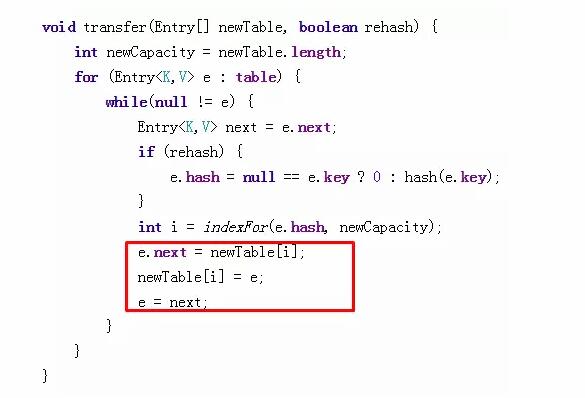 void transfer(Entry[] newTable, boolean rehash) {
    int newCapacity = newTable.length;
    for (Entry<K,V> e : table) {
        while(null != e) {
            Entry<K,V> next = e.next;
            if (rehash) {
                e.hash = null == e.key ? 0 : hash(e.key);
            }
            int i = indexFor(e.hash, newCapacity);
            e.next = newTable[i];
            newTable[i] = e;
            e = next;
        }
    }
}